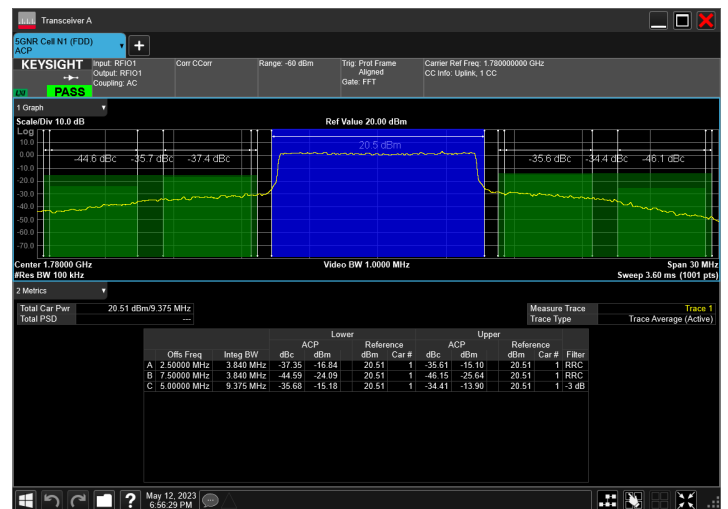 Transceiver A
5GNR Cell N1 (FDD)
ACP
KEYSIGHT
LXI
PASS
Input: RFIO1
Output: RFIO1
Coupling: AC
Corr CCorr
Range: -60 dBm
Trig: Prot Frame
Aligned
Gate: FFT
Carrier Ref Freq: 1.780000000 GHz
CC Info: Uplink, 1 CC
1 Graph
Scale/Div 10.0 dB
Ref Value 20.00 dBm
Log
10.0
0.00
-10.0
-20.0
-30.0
-40.0
-50.0
-60.0
-70.0
20.5 dBm
-44.6 dBc -35.7 dBc -37.4 dBc -35.6 dBc -34.4 dBc -46.1 dBc
Center 1.78000 GHz
#Res BW 100 kHz
Video BW 1.0000 MHz
Span 30 MHz
Sweep 3.60 ms (1001 pts)
2 Metrics
Total Car Pwr 20.51 dBm/9.375 MHz
Total PSD ---
Measure Trace Trace 1
Trace Type Trace Average (Active)
Lower Upper
ACP Reference ACP Reference
Offs Freq Integ BW dBc dBm dBm Car # dBc dBm dBm Car # Filter
A 2.50000 MHz 3.840 MHz -37.35 -16.84 20.51 1 -35.61 -15.10 20.51 1 RRC
B 7.50000 MHz 3.840 MHz -44.59 -24.09 20.51 1 -46.15 -25.64 20.51 1 RRC
C 5.00000 MHz 9.375 MHz -35.68 -15.18 20.51 1 -34.41 -13.90 20.51 1 -3 dB
?
May 12, 2023
6:56:29 PM